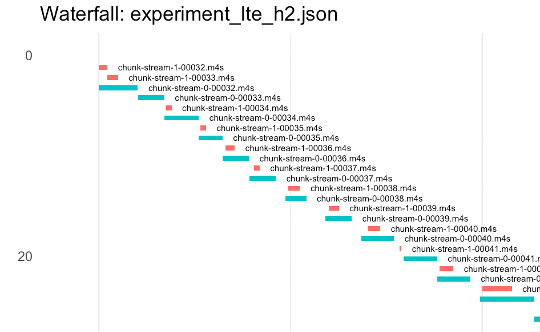 Waterfall: experiment_lte_h2.json
0
chunk-stream-1-00032.m4s
chunk-stream-1-00033.m4s
chunk-stream-0-00032.m4s
chunk-stream-0-00033.m4s
chunk-stream-1-00034.m4s
chunk-stream-0-00034.m4s
chunk-stream-1-00035.m4s
chunk-stream-0-00035.m4s
chunk-stream-1-00036.m4s
chunk-stream-0-00036.m4s
chunk-stream-1-00037.m4s
chunk-stream-0-00037.m4s
chunk-stream-1-00038.m4s
chunk-stream-0-00038.m4s
chunk-stream-1-00039.m4s
chunk-stream-0-00039.m4s
chunk-stream-1-00040.m4s
chunk-stream-0-00040.m4s
chunk-stream-1-00041.m4s
20
chunk-stream-0-00041.
chunk-stream-1-000
chunk-stream-0-
chun